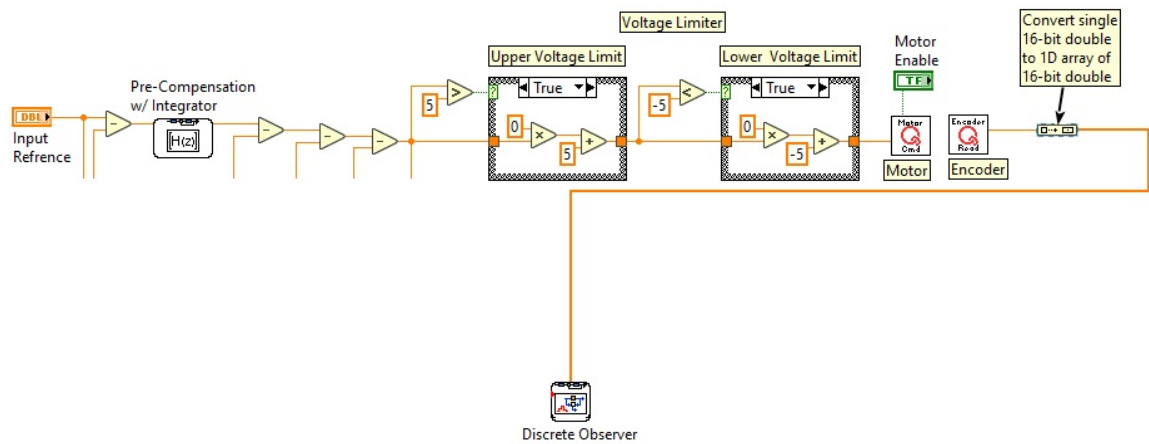 Voltage Limiter
Convert single
16-bit double
to 1D array of
16-bit double
Motor
Enable
Upper Voltage Limit
Lower Voltage Limit
Pre-Compensation
w/ Integrator
True
True
TF
DBL
Input
Refrence
[H(z)]
>
5
?
0
×
5
+
<
-5
?
0
×
-5
+
Motor
Cmd
Encoder
Read
Motor
Encoder
Discrete Observer